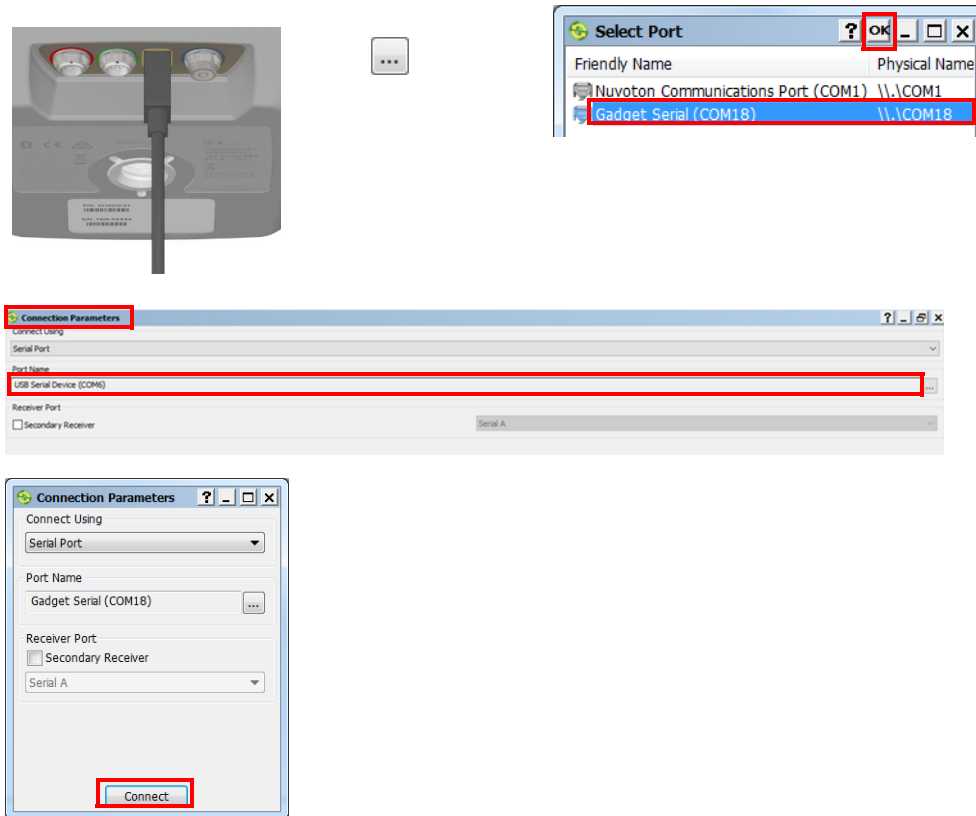 ...
Select Port
? OK
Friendly Name Physical Name
Nuvoton Communications Port (COM1) \\.\COM1
Gadget Serial (COM18) \\.\COM18
Connection Parameters
?
Connect Using
Serial Port
Port Name
USB Serial Device (COM6) ...
Receiver Port
Secondary Receiver Serial A
Connection Parameters
?
Connect Using
Serial Port
Port Name
Gadget Serial (COM18) ...
Receiver Port
Secondary Receiver
Serial A
Connect